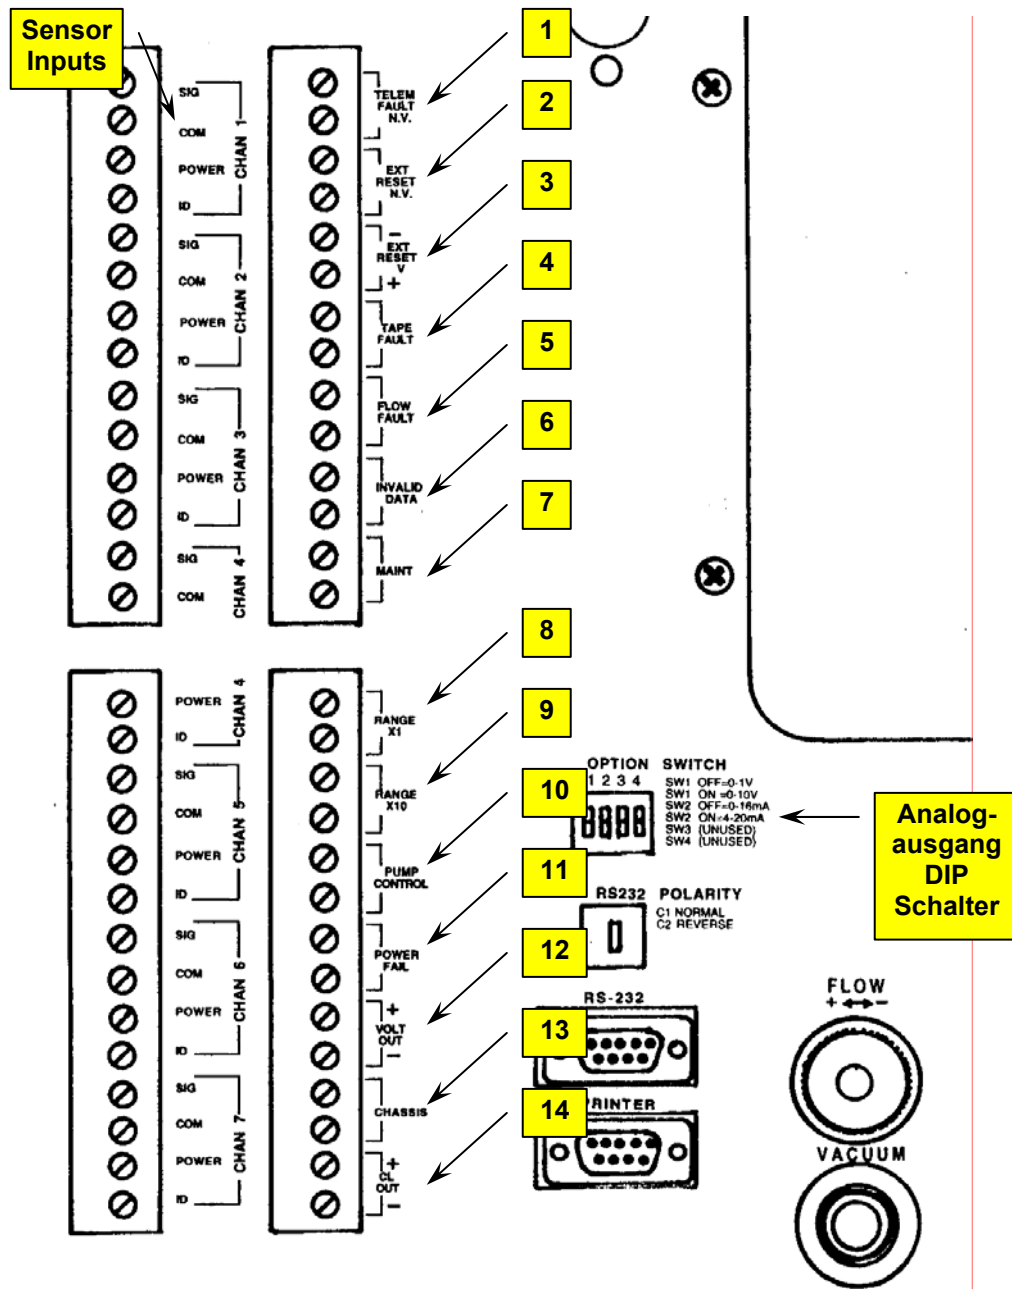 Sensor
Inputs
SIG
COM
POWER
ID
CHAN 1
SIG
COM
POWER
ID
CHAN 2
SIG
COM
POWER
ID
CHAN 3
SIG
COM
CHAN 4
POWER
ID
CHAN 4
SIG
COM
POWER
ID
CHAN 5
SIG
COM
POWER
ID
CHAN 6
SIG
COM
POWER
ID
CHAN 7
TELEM
FAULT
N.V.
EXT
RESET
N.V.
−
EXT
RESET
V
+
TAPE
FAULT
FLOW
FAULT
INVALID
DATA
MAINT
RANGE
X1
RANGE
X10
PUMP
CONTROL
POWER
FAIL
+
VOLT
OUT
−
CHASSIS
+
CL
OUT
−
1
2
3
4
5
6
7
8
9
10
11
12
13
14
OPTION SWITCH
1 2 3 4
SW1 OFF=0-1V
SW1 ON =0-10V
SW2 OFF=0-16mA
SW2 ON=4-20mA
SW3 (UNUSED)
SW4 (UNUSED)
Analog-
ausgang
DIP
Schalter
RS232 POLARITY
C1 NORMAL
C2 REVERSE
RS-232
PRINTER
FLOW
+ ◄─► −
VACUUM